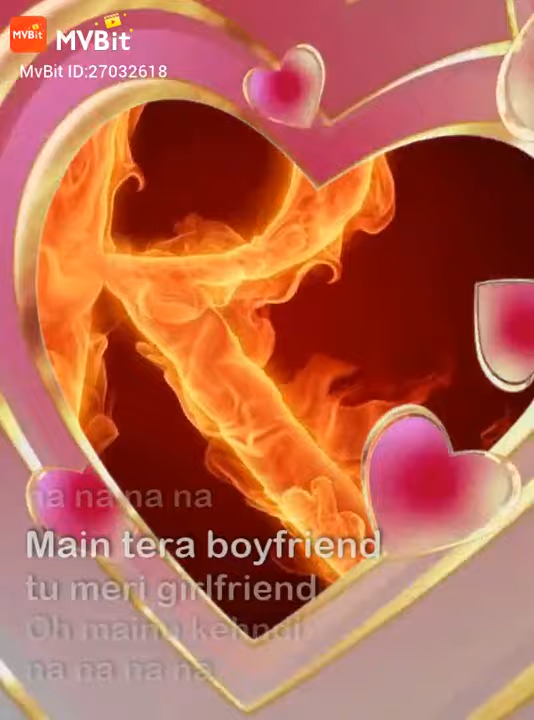 MVBit
MVBit
MvBit ID:27032618
R
na na na na
Main tera boyfriend
tu meri girlfriend
Oh mainu kehndi
na na na na